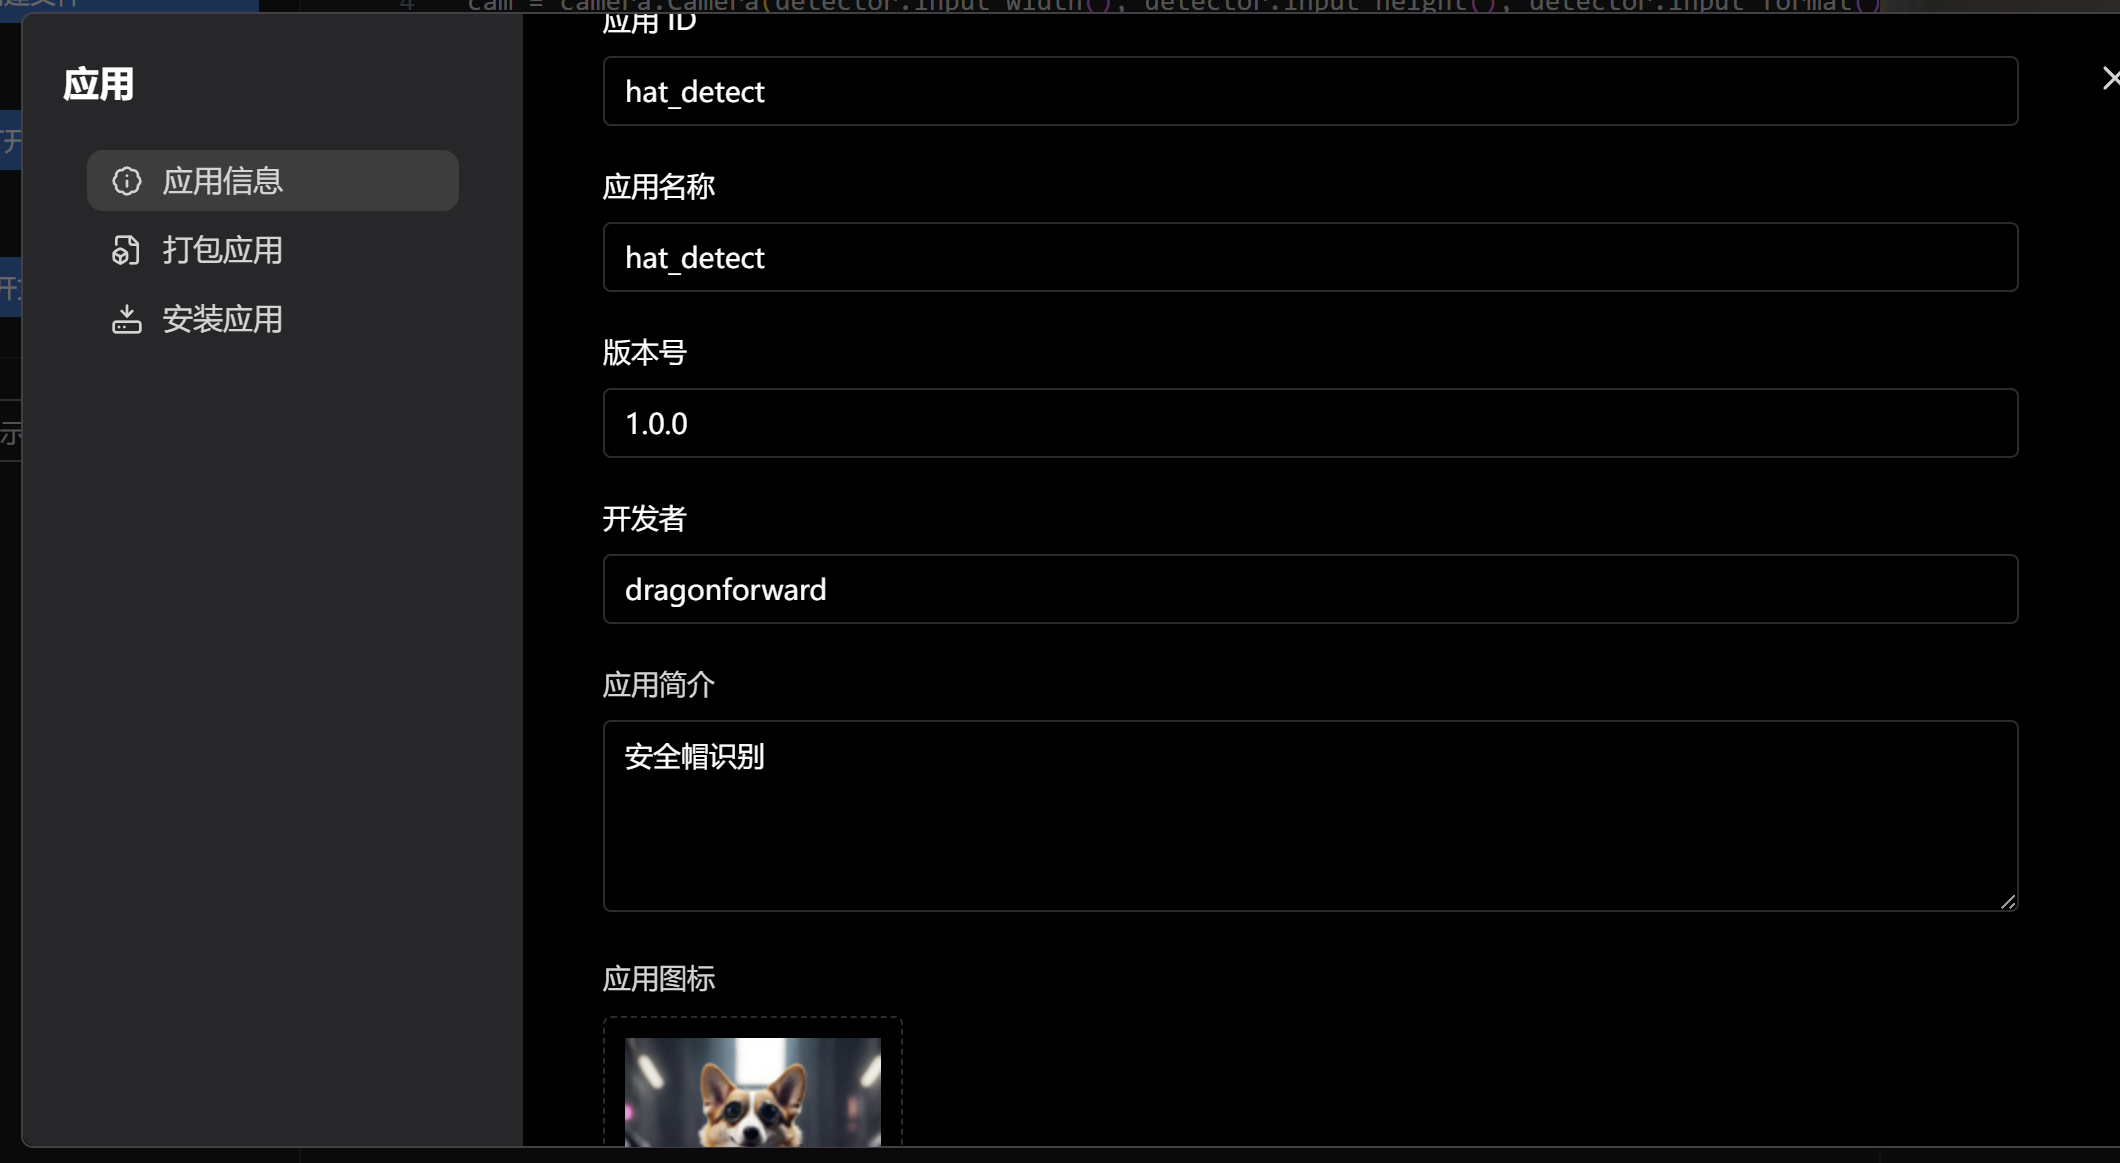 4 cam = camera.Camera(detector.input_width(), detector.input_height(), detector.input_format()
应用
应用信息
打包应用
安装应用
应用 ID
hat_detect
应用名称
hat_detect
版本号
1.0.0
开发者
dragonforward
应用简介
安全帽识别
应用图标